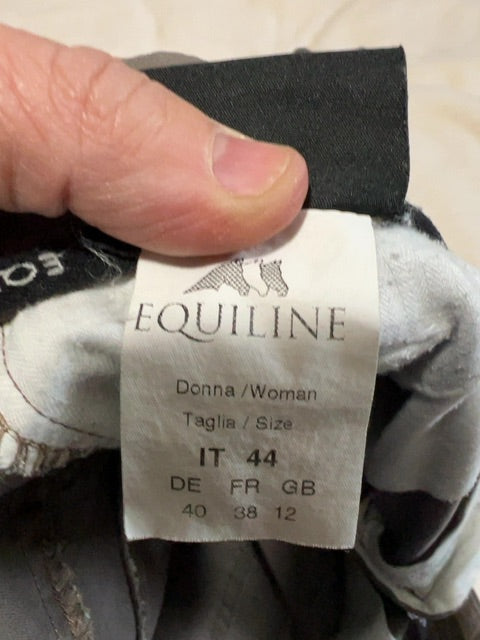 EQUILINE
Donna /Woman
Taglia / Size
IT 44
DE FR GB
40 38 12